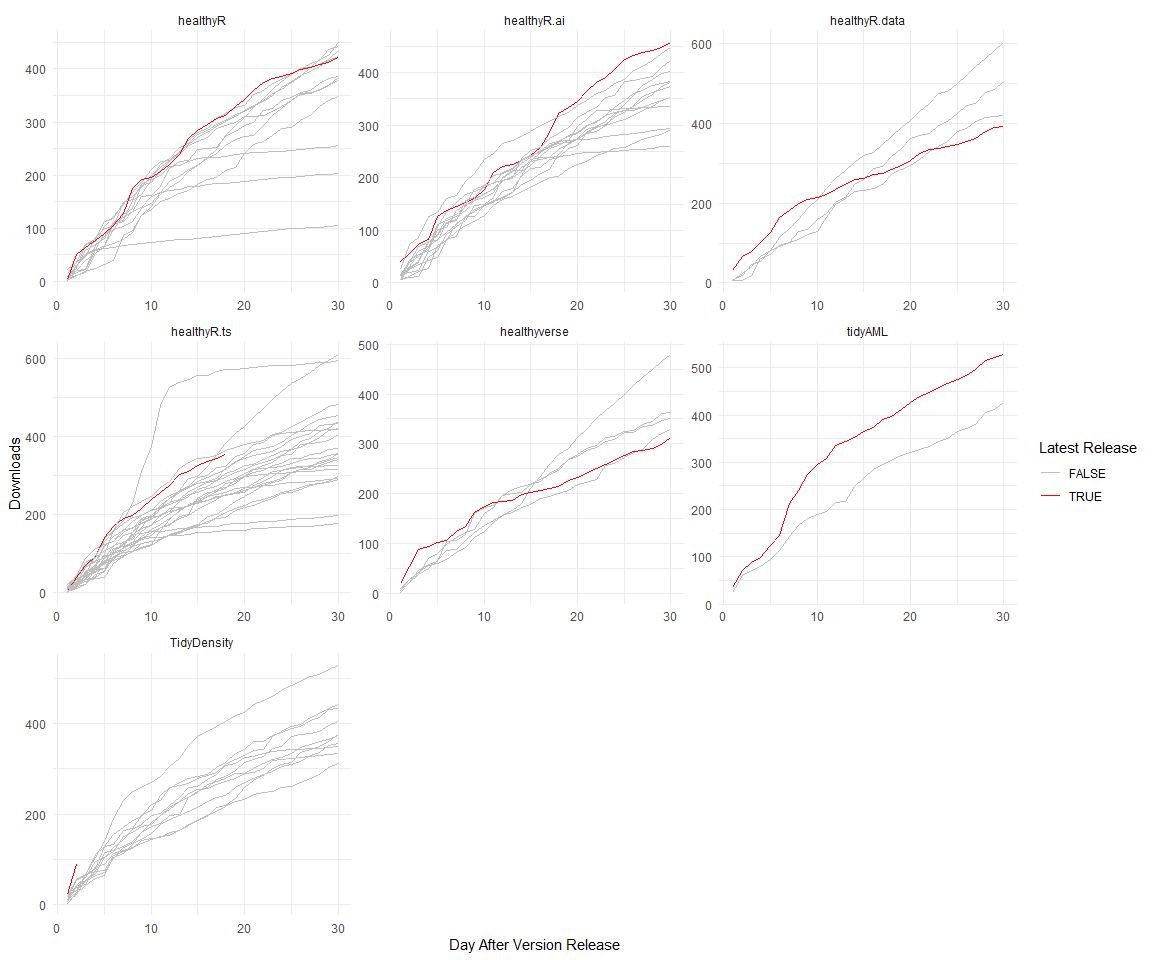 healthyR healthyR.ai healthyR.data
400 400 600
300 300 400
200 200 200
100 100
0 0 0
0 10 20 30 0 10 20 30 0 10 20 30
healthyR.ts healthyverse tidyAML
600 500 500
400 400 400
300 300
200 200 200
100 100
0 0 0
0 10 20 30 0 10 20 30 0 10 20 30
Downloads
Latest Release
FALSE
TRUE
TidyDensity
400
200
0
0 10 20 30
Day After Version Release